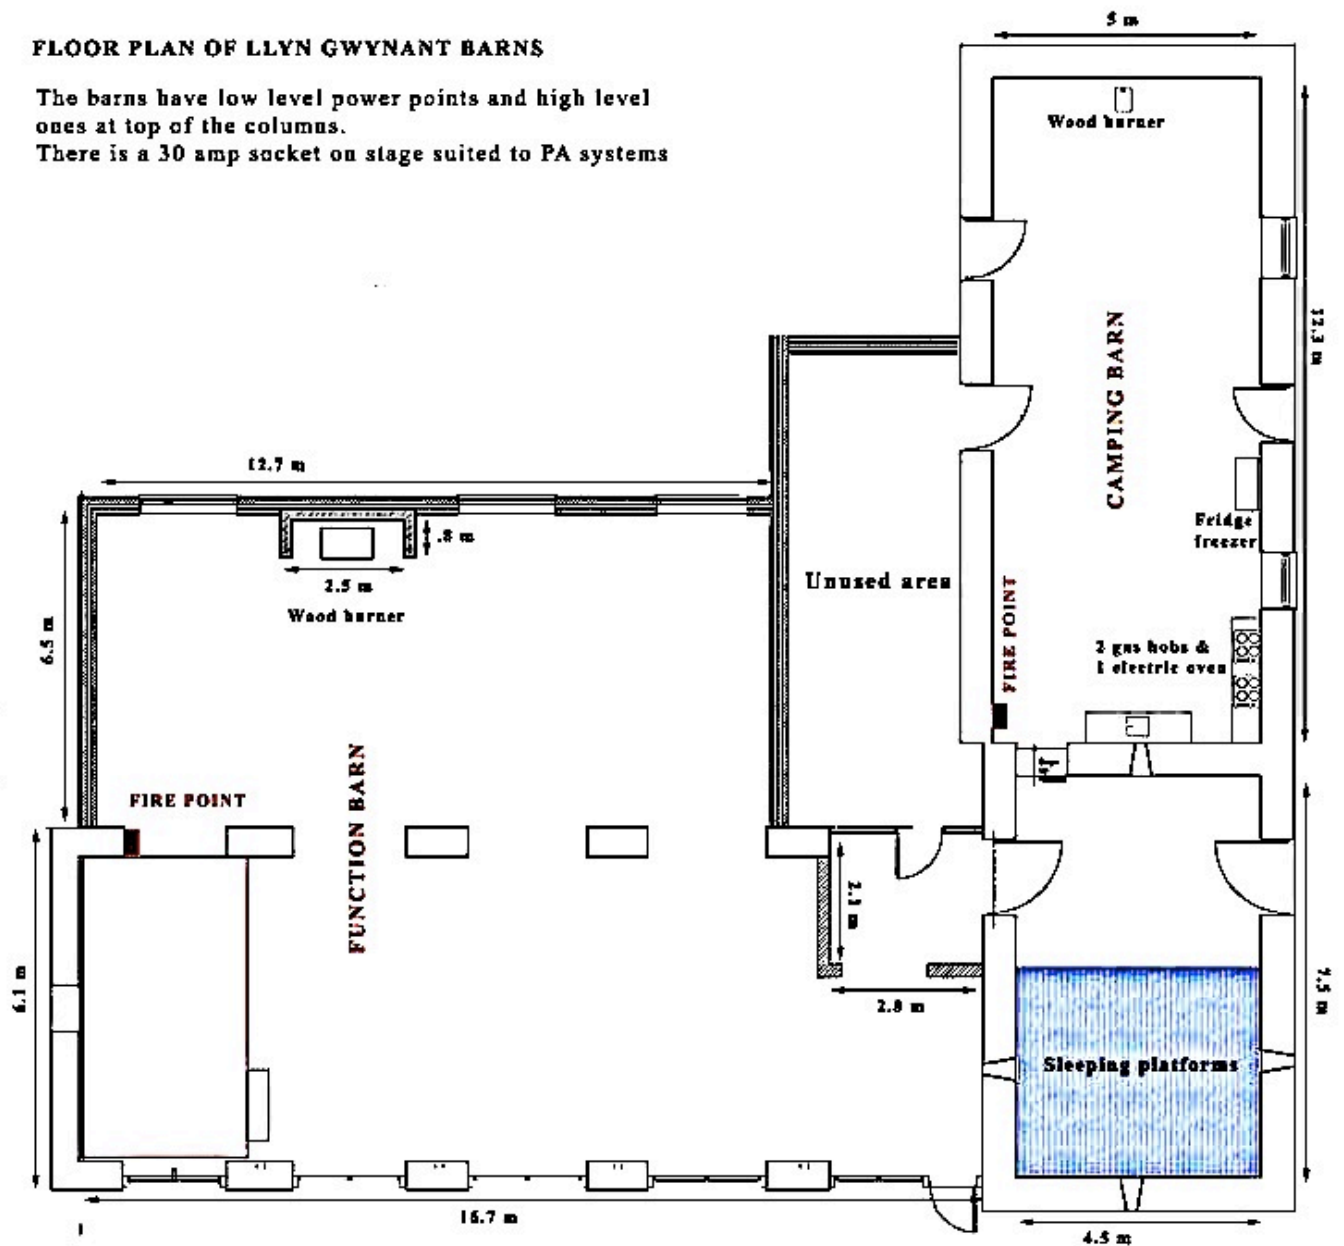 FLOOR PLAN OF LLYN GWYNANT BARNS
The barns have low level power points and high level
ones at top of the columns.
There is a 30 amp socket on stage suited to PA systems
5 m
Wood burner
12.3 m
CAMPING BARN
12.7 m
.8 m
2.5 m
Wood burner
6.5 m
Unused area
Fridge
freezer
FIRE POINT
2 gas hobs &
1 electric oven
FIRE POINT
FUNCTION BARN
2.8 m
6.1 m
7.5 m
Sleeping platforms
16.7 m
4.5 m